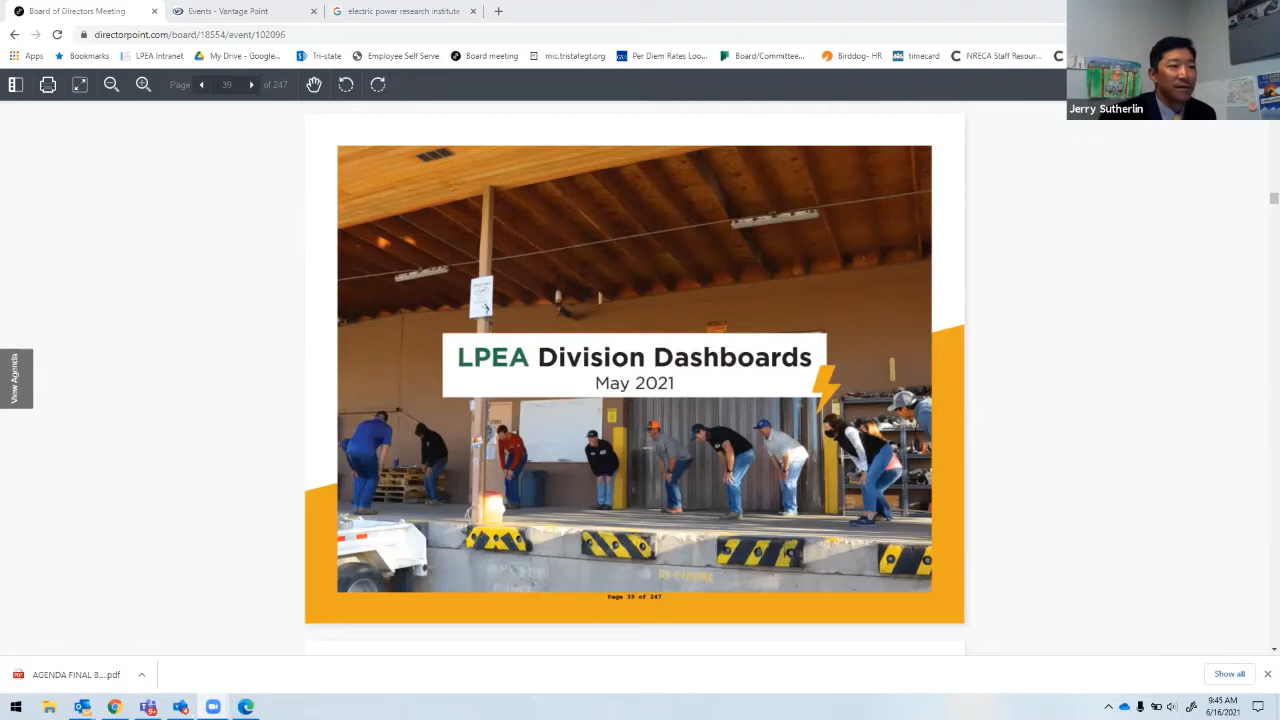 Board of Directors Meeting
Events - Vantage Point
electric power research institute
directorpoint.com/board/18554/event/102096
Apps
Bookmarks
LPEA Intranet
My Drive - Google...
Tri-state
Employee Self Serve
Board meeting
mic.tristategt.org
Per Diem Rates Loo...
Board/Committee...
Birddog- HR
timecard
NRECA Staff Resour...
Page 39 of 247
Jerry Sutherlin
View Agenda
LPEA Division Dashboards
May 2021
Page 39 of 247
AGENDA FINAL B....pdf
Show all
9:45 AM
6/16/2021